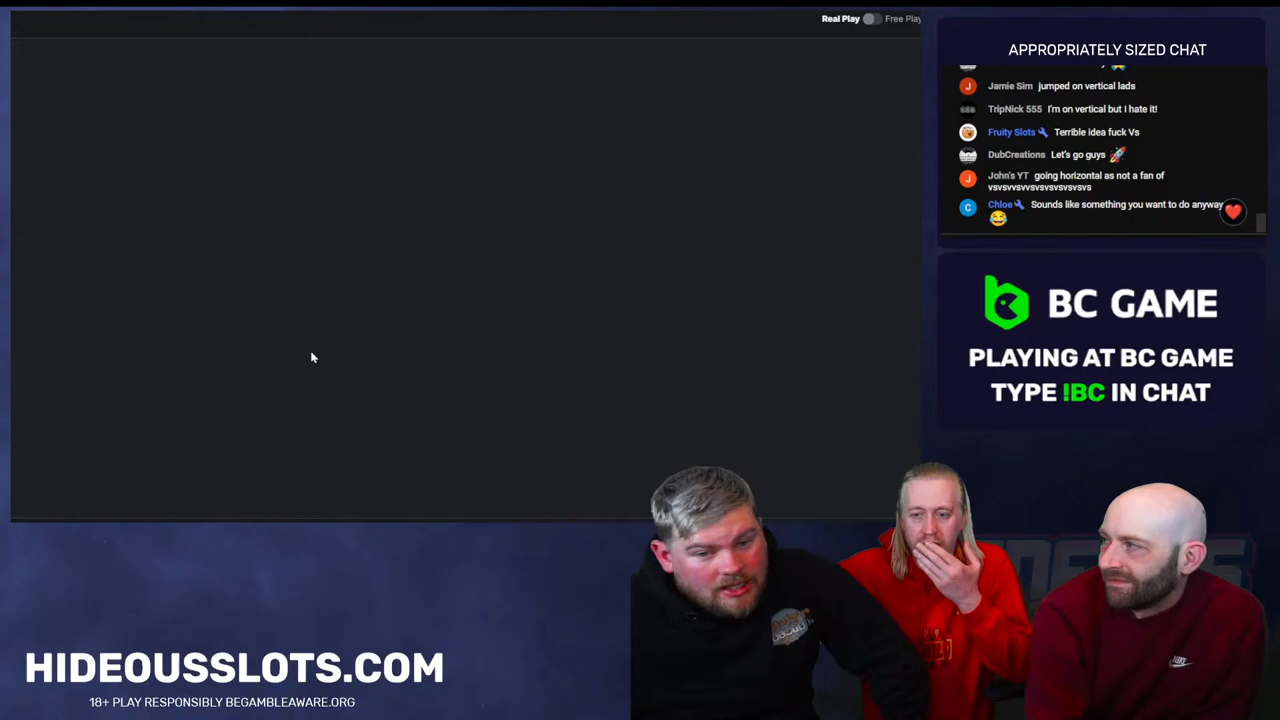 Real Play Free Play
APPROPRIATELY SIZED CHAT
Jamie Sim jumped on vertical lads
TripNick 555 I'm on vertical but I hate it!
Fruity Slots Terrible idea fuck Vs
DubCreations Let's go guys 🚀
John's YT going horizontal as not a fan of
vsvsvvsvvsvsvsvsvsvsvs
Chloe Sounds like something you want to do anyway
😂
BC GAME
PLAYING AT BC GAME
TYPE !BC IN CHAT
HIDEOUSSLOTS.COM
18+ PLAY RESPONSIBLY BEGAMBLEAWARE.ORG